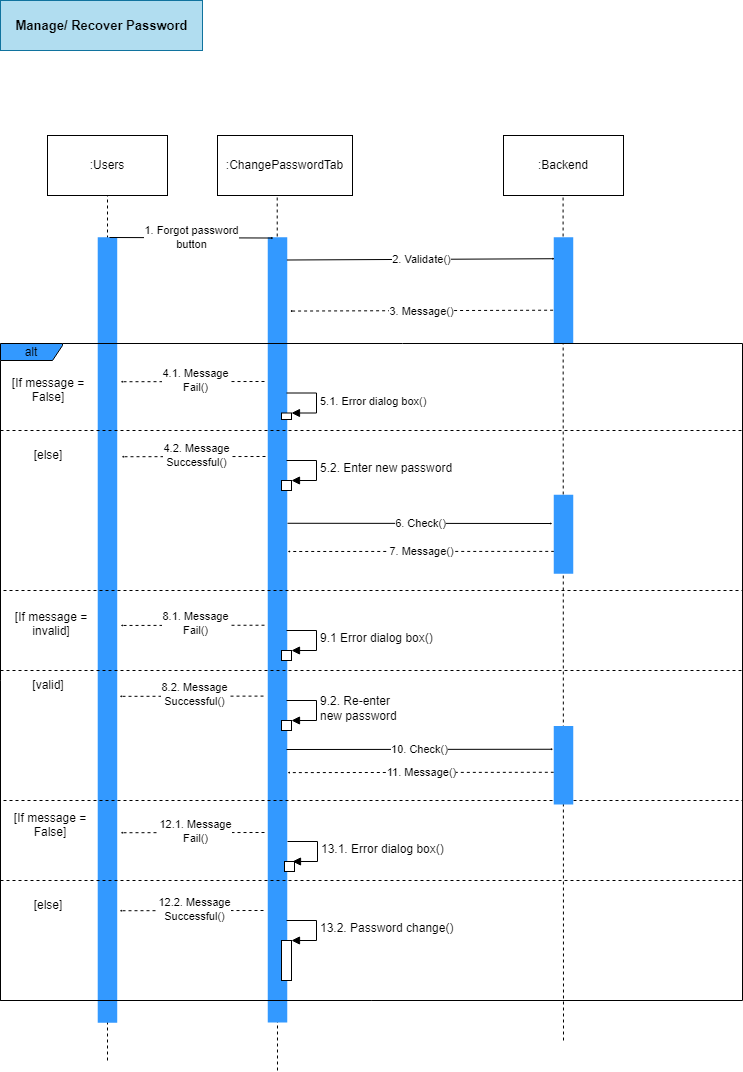 Manage/ Recover Password
:Users
:ChangePasswordTab
:Backend
1. Forgot password
button
2. Validate()
3. Message()
alt
[If message =
False]
4.1. Message
Fail()
5.1. Error dialog box()
[else]
4.2. Message
Successful()
5.2. Enter new password
6. Check()
7. Message()
[If message =
invalid]
8.1. Message
Fail()
9.1 Error dialog box()
[valid]
8.2. Message
Successful()
9.2. Re-enter
new password
10. Check()
11. Message()
[If message =
False]
12.1. Message
Fail()
13.1. Error dialog box()
[else]
12.2. Message
Successful()
13.2. Password change()